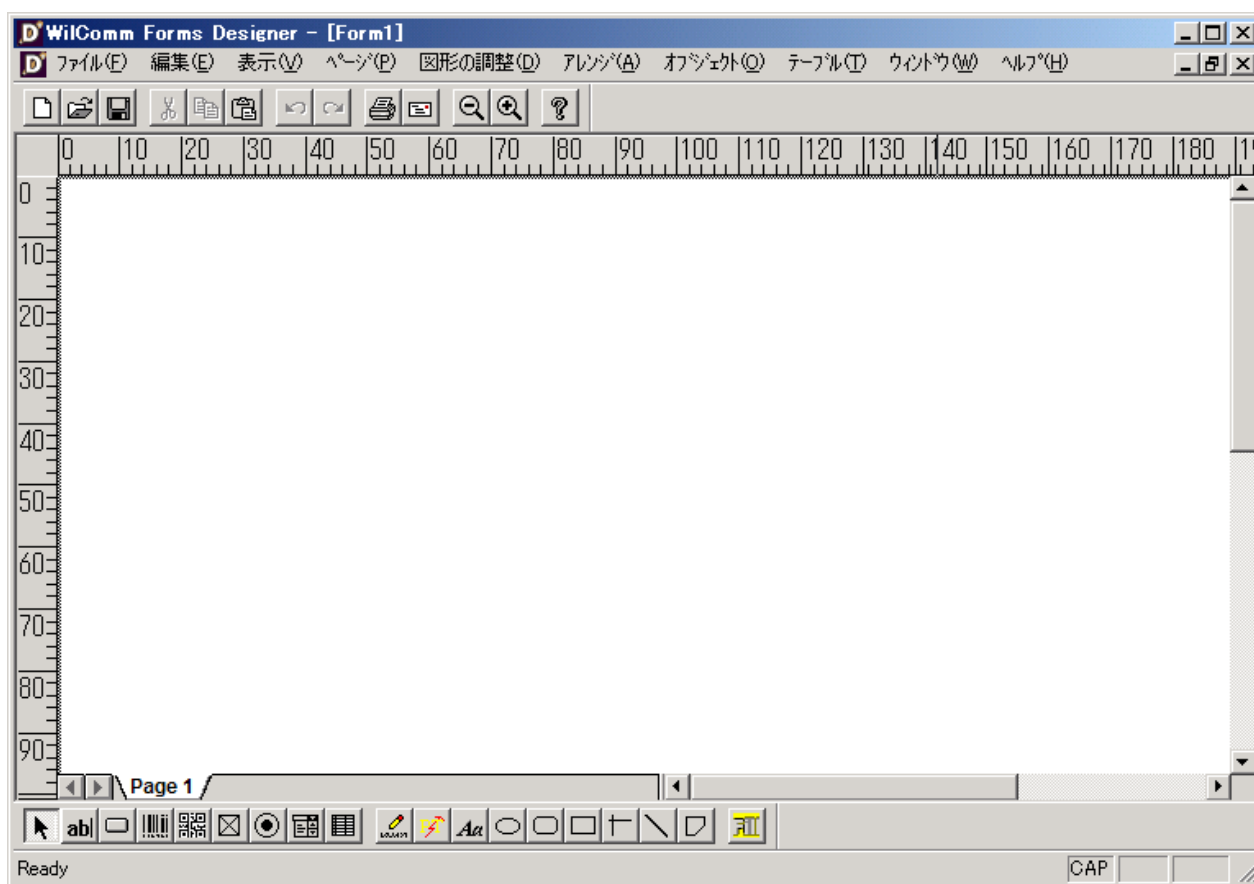 WilComm Forms Designer - [Form1]
ﾌｧｲﾙ(F) 編集(E) 表示(V) ﾍﾟｰｼﾞ(P) 図形の調整(D) ｱﾚﾝｼﾞ(A) ｵﾌﾞｼﾞｪｸﾄ(O) ﾃｰﾌﾞﾙ(T) ｳｨﾝﾄﾞｳ(W) ﾍﾙﾌﾟ(H)
0 10 20 30 40 50 60 70 80 90 100 110 120 130 140 150 160 170 180
0
10
20
30
40
50
60
70
80
90
Page 1
ab Aa
Ready CAP